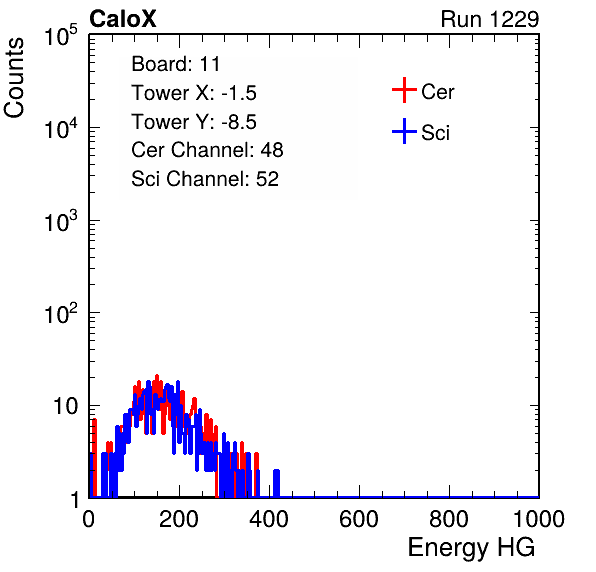 CaloX Run 1229
Counts
10^5
10^4
10^3
10^2
10
1
Board: 11
Tower X: -1.5
Tower Y: -8.5
Cer Channel: 48
Sci Channel: 52
Cer
Sci
0 200 400 600 800 1000
Energy HG